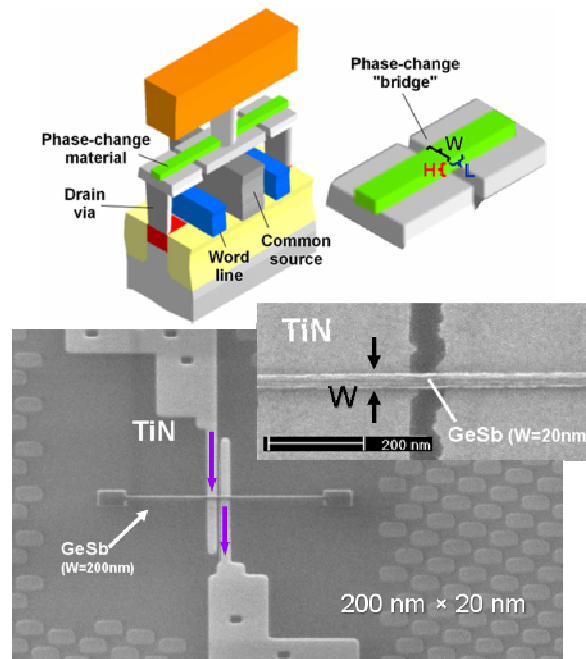 Phase-change
material
Drain
via
Word
line
Common
source
Phase-change
"bridge"
W
H
L
TiN
W
GeSb (W=20nm
200 nm
TiN
GeSb
(W=200nm)
200 nm × 20 nm